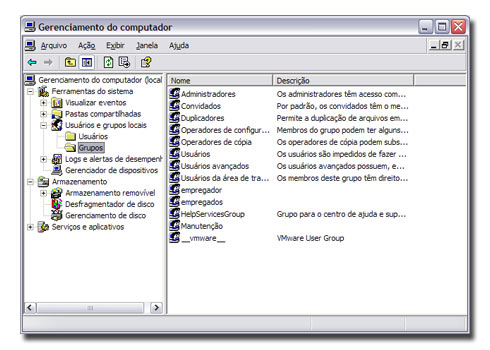 Gerenciamento do computador
Arquivo Ação Exibir Janela Ajuda
Gerenciamento do computador (local
Ferramentas do sistema
Visualizar eventos
Pastas compartilhadas
Usuários e grupos locais
Usuários
Grupos
Logs e alertas de desempenh
Gerenciador de dispositivos
Armazenamento
Armazenamento removível
Desfragmentador de disco
Gerenciamento de disco
Serviços e aplicativos
Nome Descrição
Administradores Os administradores têm acesso com...
Convidados Por padrão, os convidados têm o me...
Duplicadores Permite a duplicação de arquivos em...
Operadores de configur... Membros do grupo podem ter alguns...
Operadores de cópia Os operadores de cópia podem subs...
Usuários Os usuários são impedidos de fazer ...
Usuários avançados Os usuários avançados possuem, e...
Usuários da área de tra... Os membros deste grupo têm direito...
empregador
empregados
HelpServicesGroup Grupo para o centro de ajuda e sup...
Manutenção
__vmware__ VMware User Group